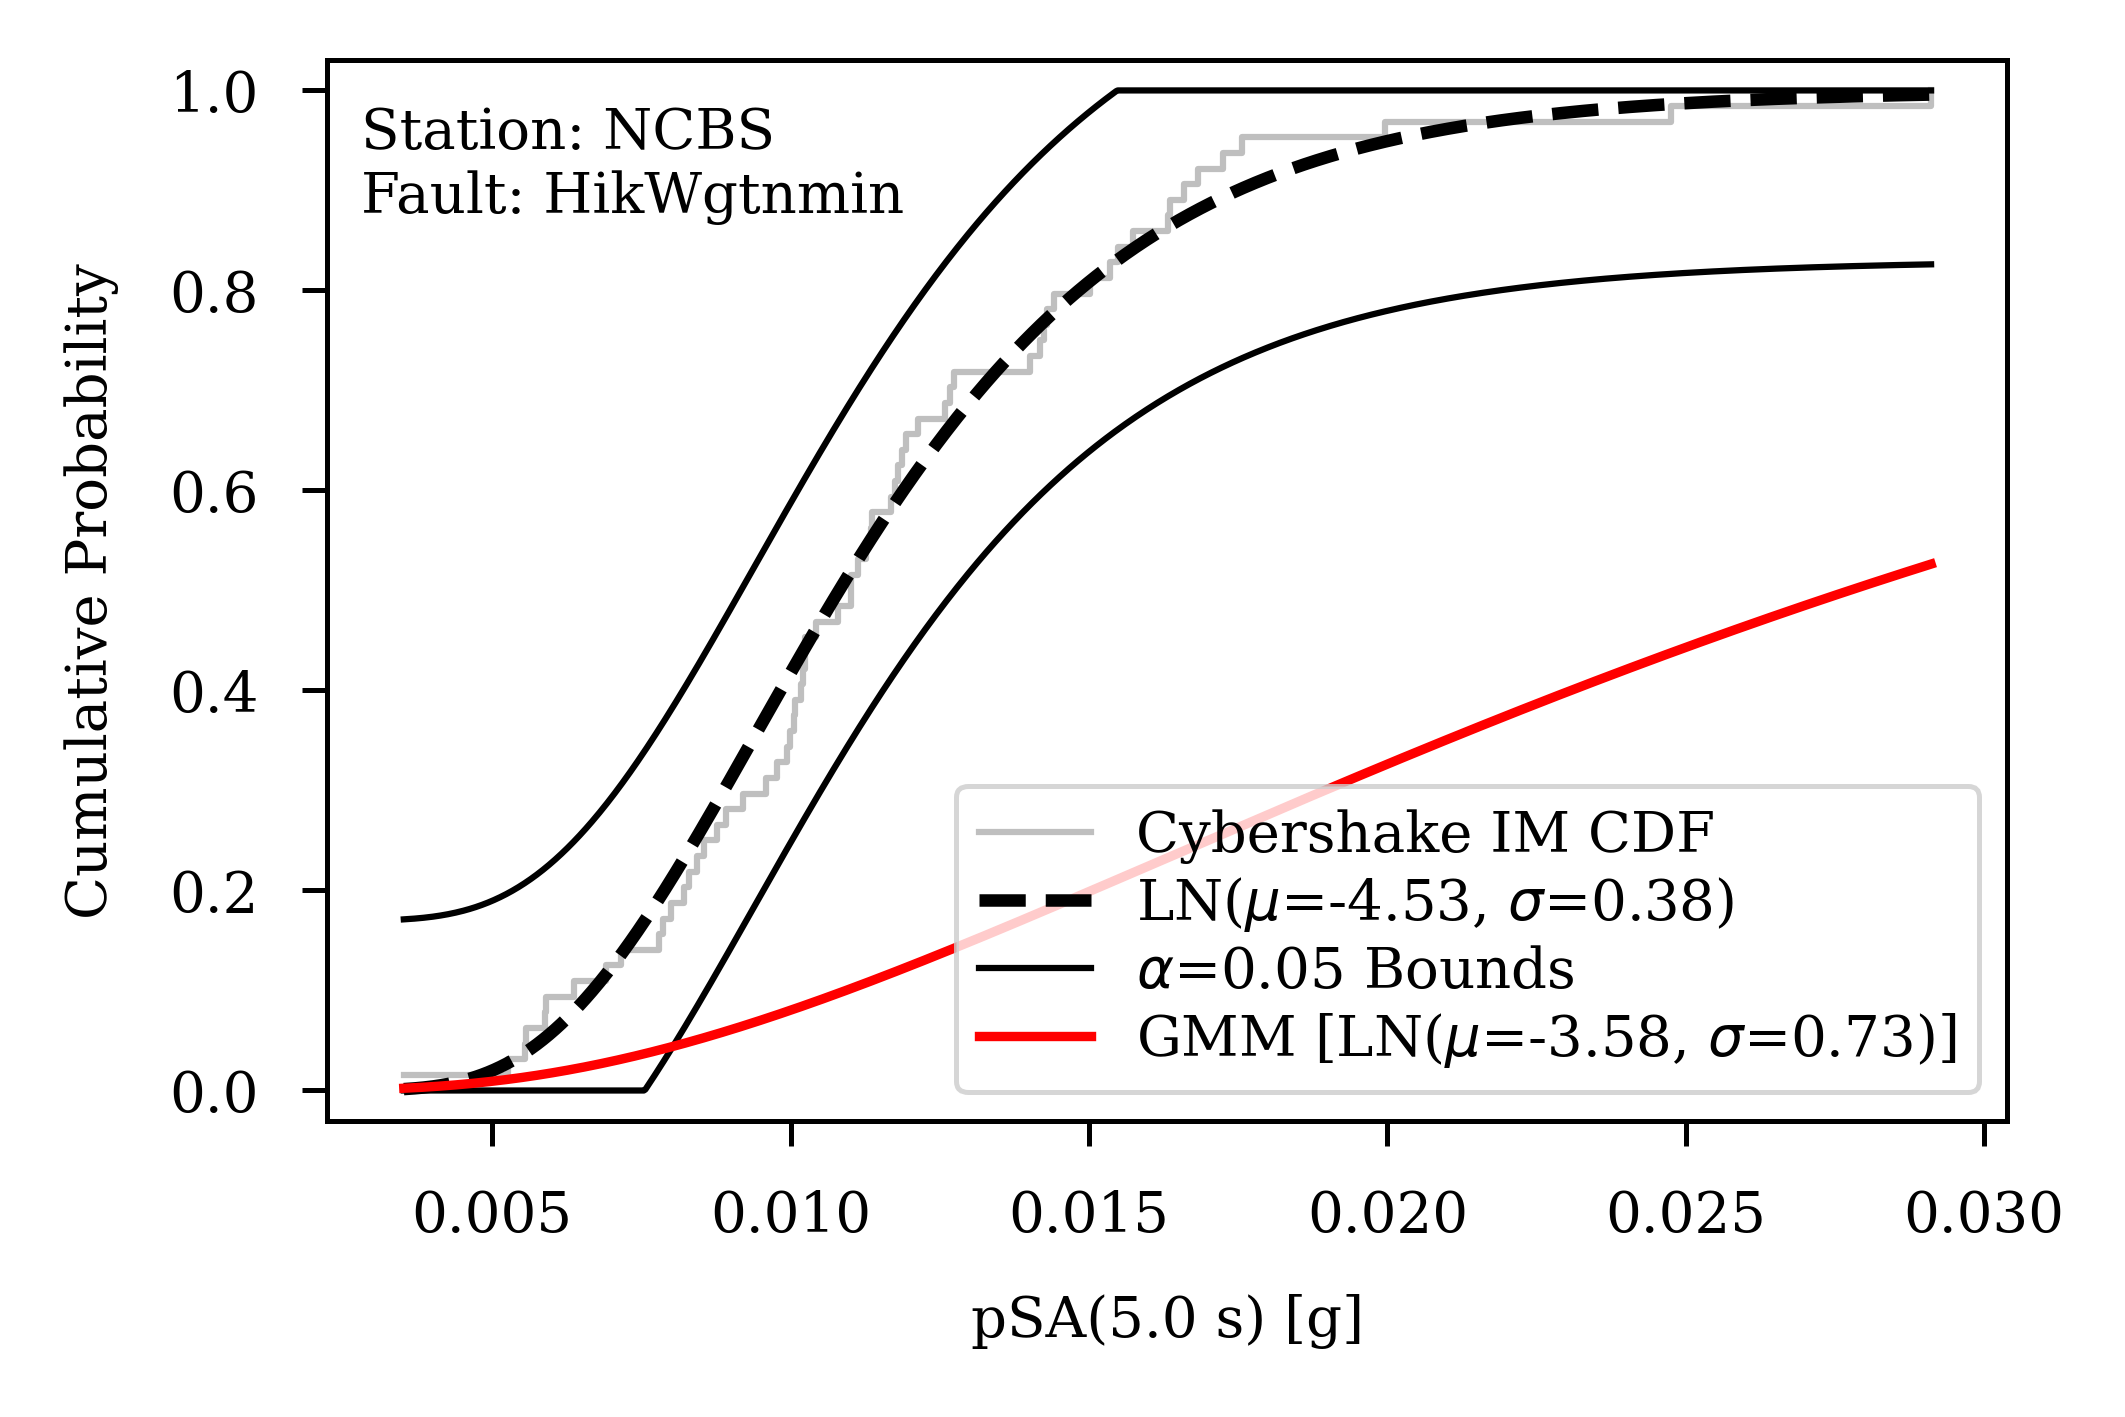 Station: NCBS
Fault: HikWgtnmin
Cumulative Probability
1.0
0.8
0.6
0.4
0.2
0.0
Cybershake IM CDF
LN(μ=-4.53, σ=0.38)
α=0.05 Bounds
GMM [LN(μ=-3.58, σ=0.73)]
0.005 0.010 0.015 0.020 0.025 0.030
pSA(5.0 s) [g]